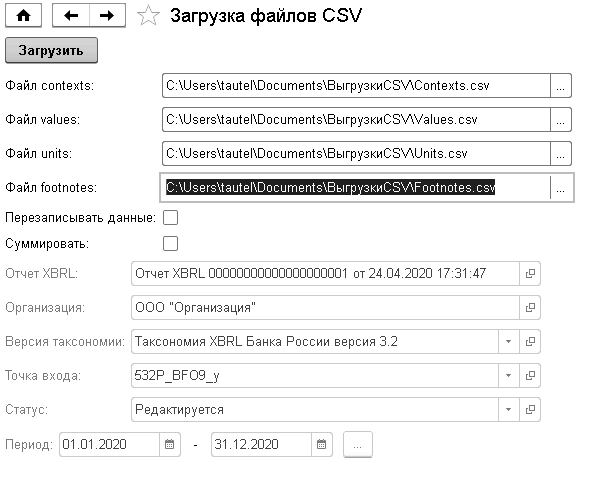 Загрузка файлов CSV
Загрузить
Файл contexts: C:\Users\tautel\Documents\ВыгрузкиCSV\Contexts.csv ...
Файл values: C:\Users\tautel\Documents\ВыгрузкиCSV\Values.csv ...
Файл units: C:\Users\tautel\Documents\ВыгрузкиCSV\Units.csv ...
Файл footnotes: C:\Users\tautel\Documents\ВыгрузкиCSV\Footnotes.csv ...
Перезаписывать данные:
Суммировать:
Отчет XBRL: Отчет XBRL 00000000000000000001 от 24.04.2020 17:31:47
Организация: ООО "Организация"
Версия таксономии: Таксономия XBRL Банка России версия 3.2
Точка входа: 532P_BFO9_y
Статус: Редактируется
Период: 01.01.2020 - 31.12.2020 ...